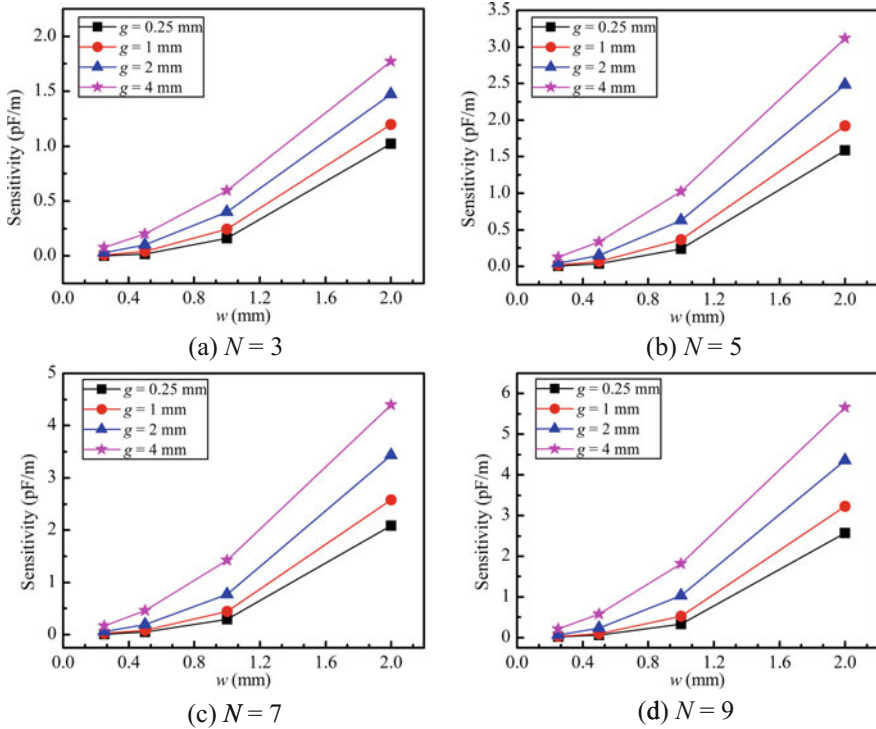 g = 0.25 mm
g = 1 mm
g = 2 mm
g = 4 mm
Sensitivity (pF/m)
2.0
1.5
1.0
0.5
0.0
0.0 0.4 0.8 1.2 1.6 2.0
w (mm)
(a) N = 3
g = 0.25 mm
g = 1 mm
g = 2 mm
g = 4 mm
Sensitivity (pF/m)
3.5
3.0
2.5
2.0
1.5
1.0
0.5
0.0
0.0 0.4 0.8 1.2 1.6 2.0
w (mm)
(b) N = 5
g = 0.25 mm
g = 1 mm
g = 2 mm
g = 4 mm
Sensitivity (pF/m)
5
4
3
2
1
0
0.0 0.4 0.8 1.2 1.6 2.0
w (mm)
(c) N = 7
g = 0.25 mm
g = 1 mm
g = 2 mm
g = 4 mm
Sensitivity (pF/m)
6
5
4
3
2
1
0
0.0 0.4 0.8 1.2 1.6 2.0
w (mm)
(d) N = 9